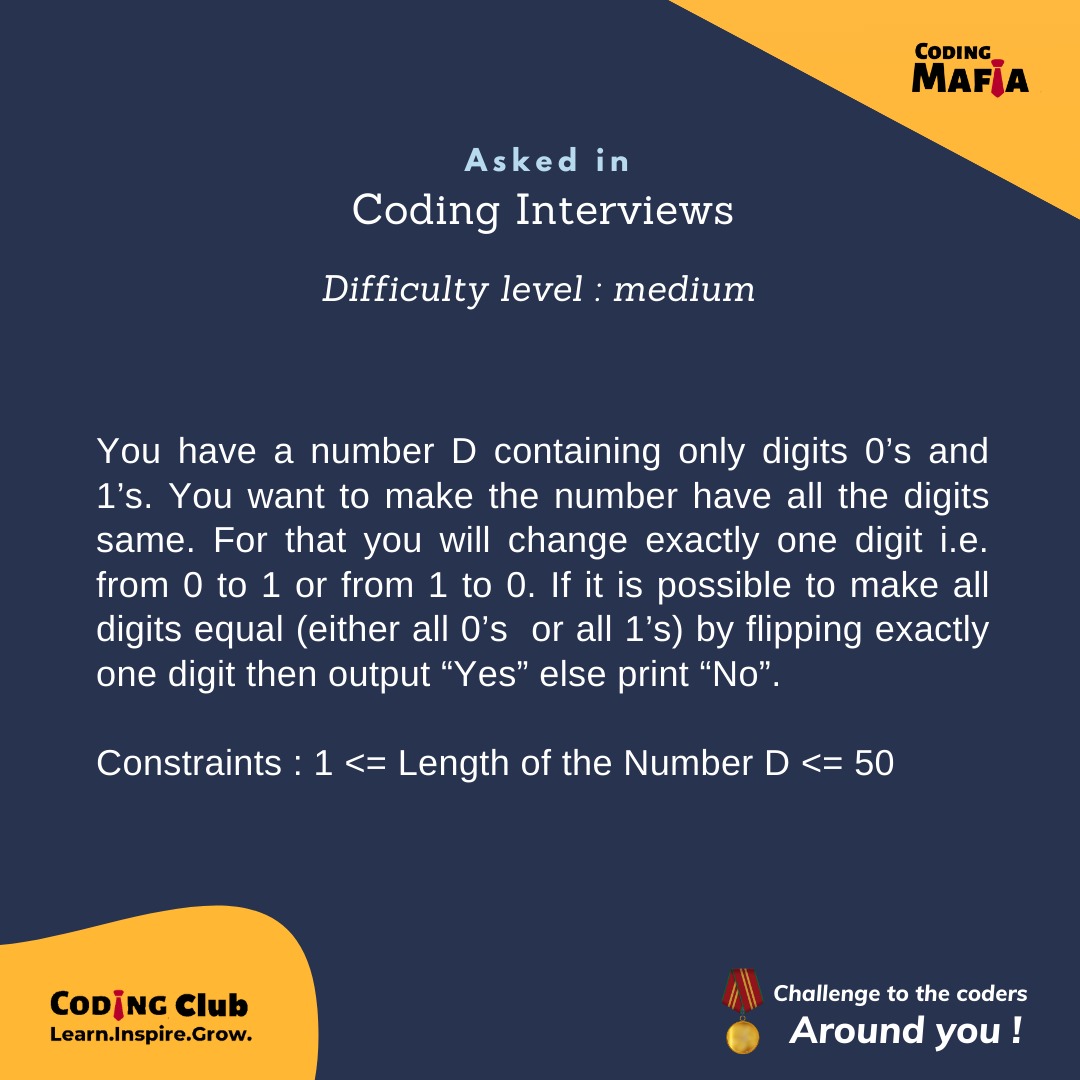 CODING
MAFIA
Asked in
Coding Interviews
Difficulty level : medium
You have a number D containing only digits 0’s and
1’s. You want to make the number have all the digits
same. For that you will change exactly one digit i.e.
from 0 to 1 or from 1 to 0. If it is possible to make all
digits equal (either all 0’s  or all 1’s) by flipping exactly
one digit then output “Yes” else print “No”.
Constraints : 1 <= Length of the Number D <= 50
CODING Club
Learn.Inspire.Grow.
Challenge to the coders
Around you !